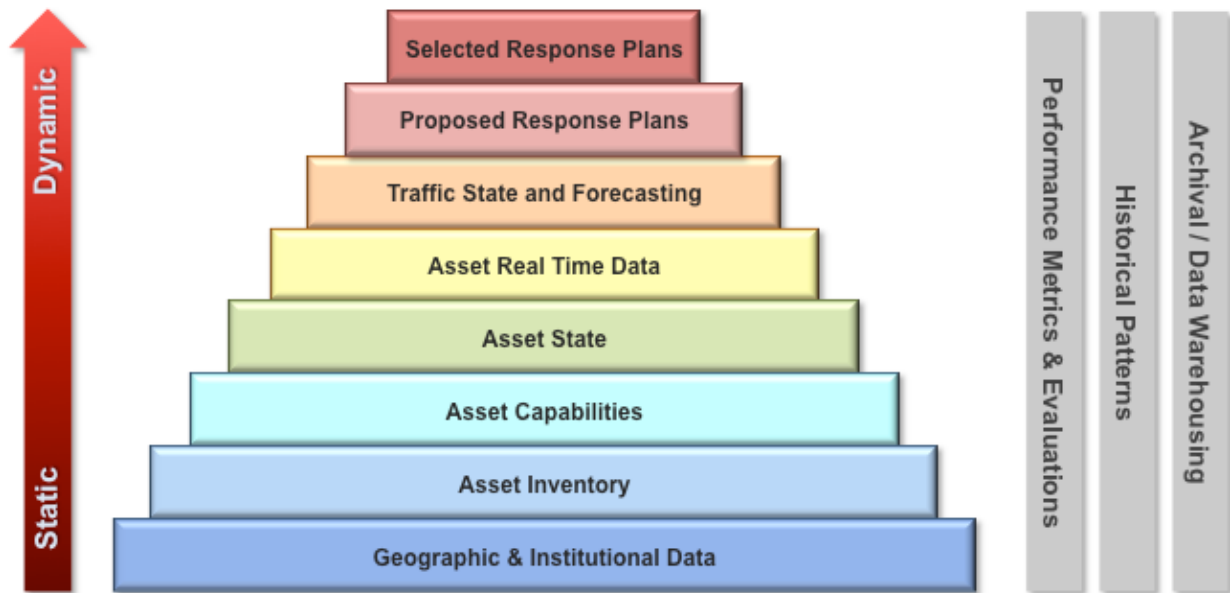 Dynamic
Static
Selected Response Plans
Proposed Response Plans
Traffic State and Forecasting
Asset Real Time Data
Asset State
Asset Capabilities
Asset Inventory
Geographic & Institutional Data
Performance Metrics & Evaluations
Historical Patterns
Archival / Data Warehousing